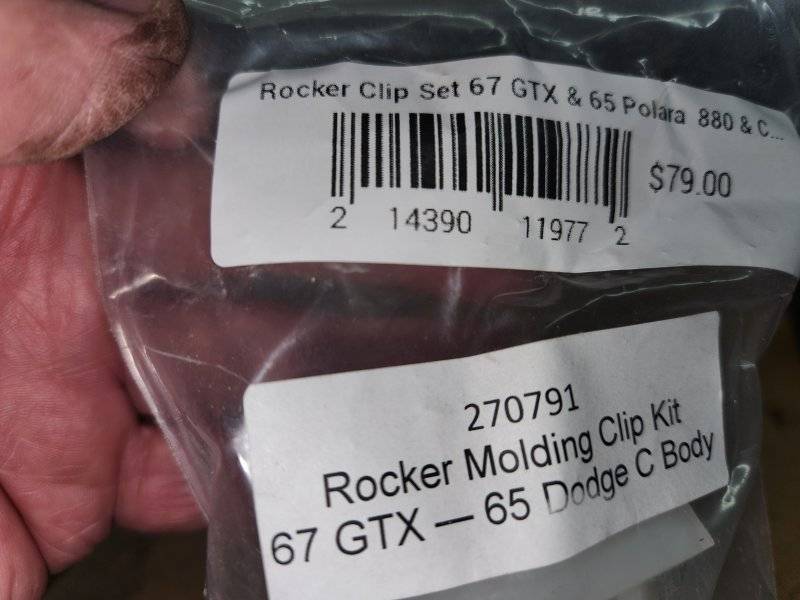 Rocker Clip Set 67 GTX & 65 Polara 880 & C...
$79.00
2 14390 11977 2
270791
Rocker Molding Clip Kit
67 GTX — 65 Dodge C Body